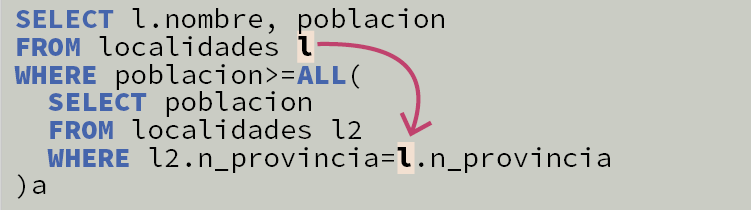 SELECT l.nombre, poblacion
FROM localidades l
WHERE poblacion>=ALL(
SELECT poblacion
FROM localidades l2
WHERE l2.n_provincia=l.n_provincia
)a